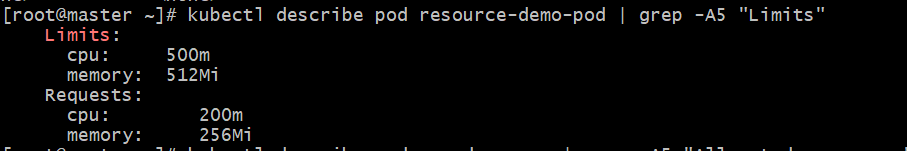 [root@master ~]# kubectl describe pod resource-demo-pod | grep -A5 "Limits"
Limits:
cpu: 500m
memory: 512Mi
Requests:
cpu: 200m
memory: 256Mi